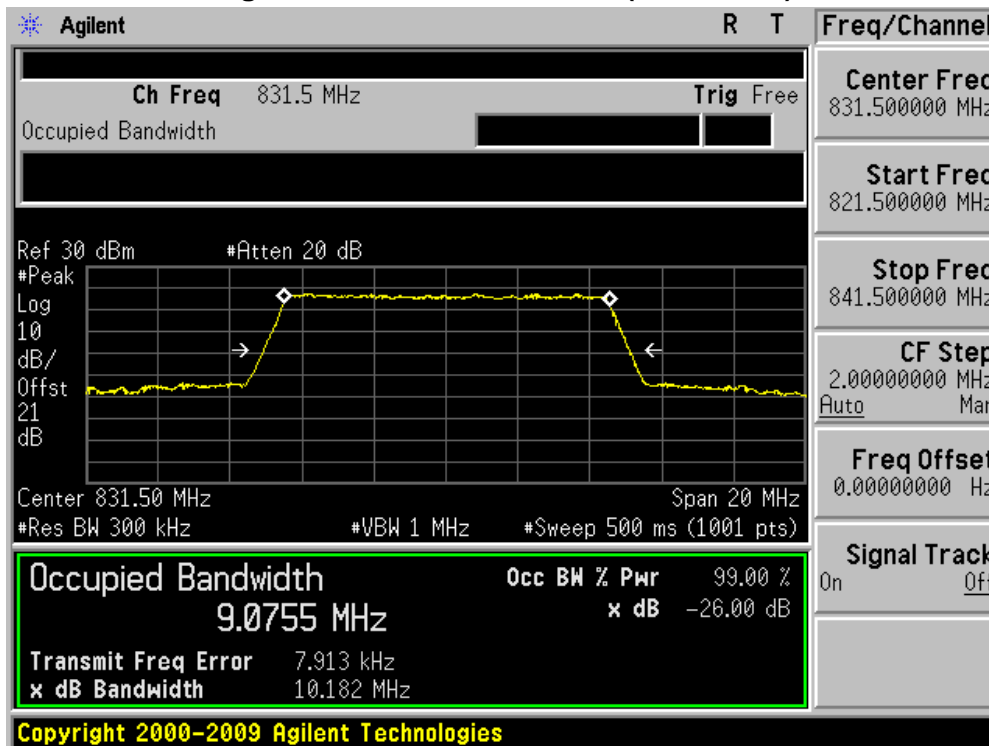 Agilent R T
Freq/Channel
Ch Freq 831.5 MHz Trig Free
Occupied Bandwidth
Center Freq
831.500000 MHz
Start Freq
821.500000 MHz
Stop Freq
841.500000 MHz
CF Step
2.00000000 MHz
Auto Man
Freq Offset
0.00000000 Hz
Signal Track
On Off
Ref 30 dBm #Atten 20 dB
#Peak
Log
10
dB/
Offst
21
dB
Center 831.50 MHz Span 20 MHz
#Res BW 300 kHz #VBW 1 MHz #Sweep 500 ms (1001 pts)
Occupied Bandwidth
9.0755 MHz
Occ BW % Pwr 99.00 %
x dB -26.00 dB
Transmit Freq Error 7.913 kHz
x dB Bandwidth 10.182 MHz
Copyright 2000-2009 Agilent Technologies